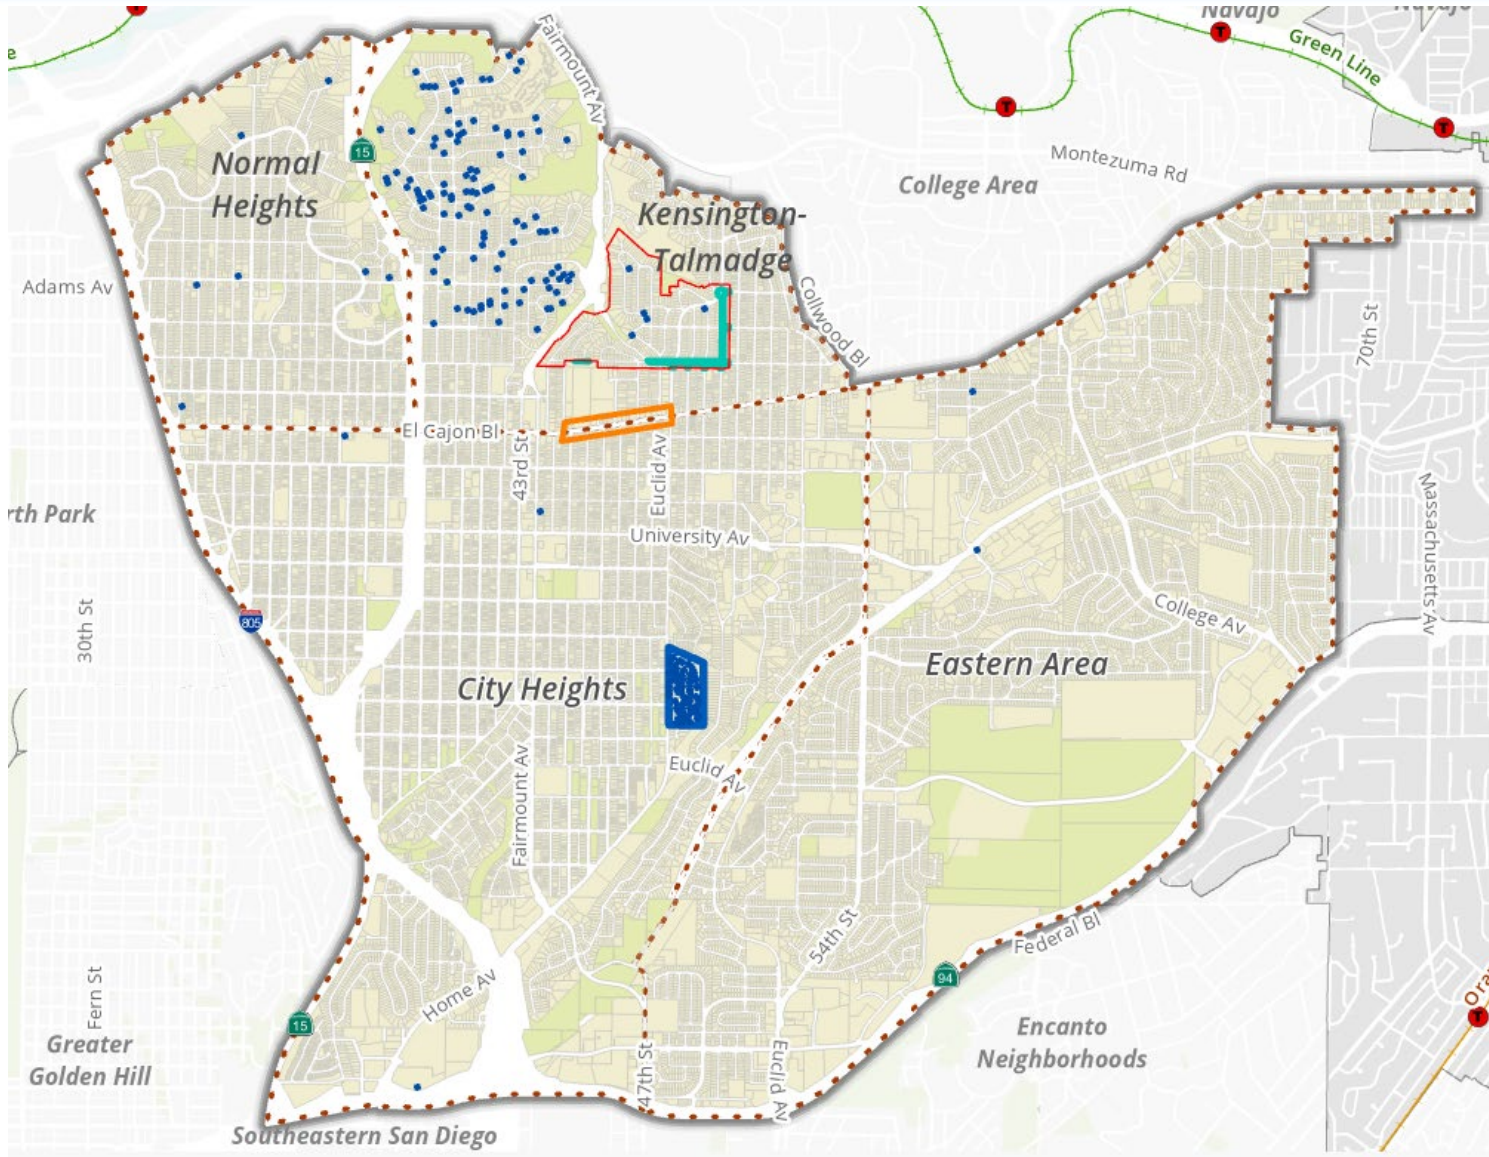 Navajo
Green Line
Fairmount Av
15
Normal
Heights
Montezuma Rd
College Area
Kensington-
Talmadge
Adams Av
Collwood Bl
70th St
El Cajon Bl
43rd St
Euclid Av
rth Park
University Av
Massachusetts Av
30th St
805
College Av
Eastern Area
City Heights
Euclid Av
Fairmount Av
54th St
Federal Bl
94
Home Av
Fern St
15
Ora
T
T
T
T
T
Greater
Golden Hill
47th St
Euclid Av
Encanto
Neighborhoods
Southeastern San Diego